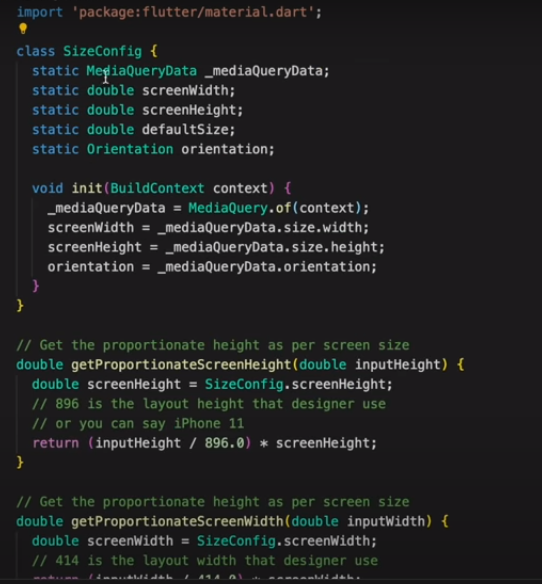 import 'package:flutter/material.dart';
class SizeConfig {
static MediaQueryData _mediaQueryData;
static double screenWidth;
static double screenHeight;
static double defaultSize;
static Orientation orientation;
void init(BuildContext context) {
_mediaQueryData = MediaQuery.of(context);
screenWidth = _mediaQueryData.size.width;
screenHeight = _mediaQueryData.size.height;
orientation = _mediaQueryData.orientation;
}
}
// Get the proportionate height as per screen size
double getProportionateScreenHeight(double inputHeight) {
double screenHeight = SizeConfig.screenHeight;
// 896 is the layout height that designer use
// or you can say iPhone 11
return (inputHeight / 896.0) * screenHeight;
}
// Get the proportionate height as per screen size
double getProportionateScreenWidth(double inputWidth) {
double screenWidth = SizeConfig.screenWidth;
// 414 is the layout width that designer use
return (inputWidth / 414.0) * screenWidth;